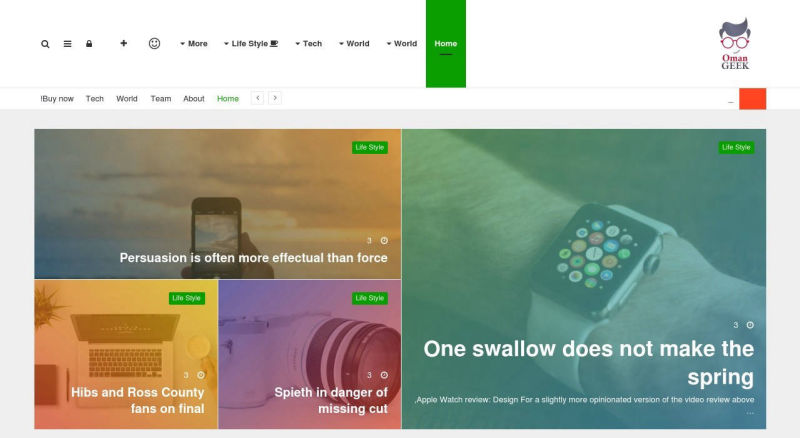 Oman
GEEK
Home
World
World
Tech
Life Style
More
!Buy now
Tech
World
Team
About
Home
Life Style
3
One swallow does not make the
spring
,Apple Watch review: Design For a slightly more opinionated version of the video review above
...
Life Style
3
Persuasion is often more effectual than force
Life Style
3
Spieth in danger of
missing cut
Life Style
3
Hibs and Ross County
fans on final